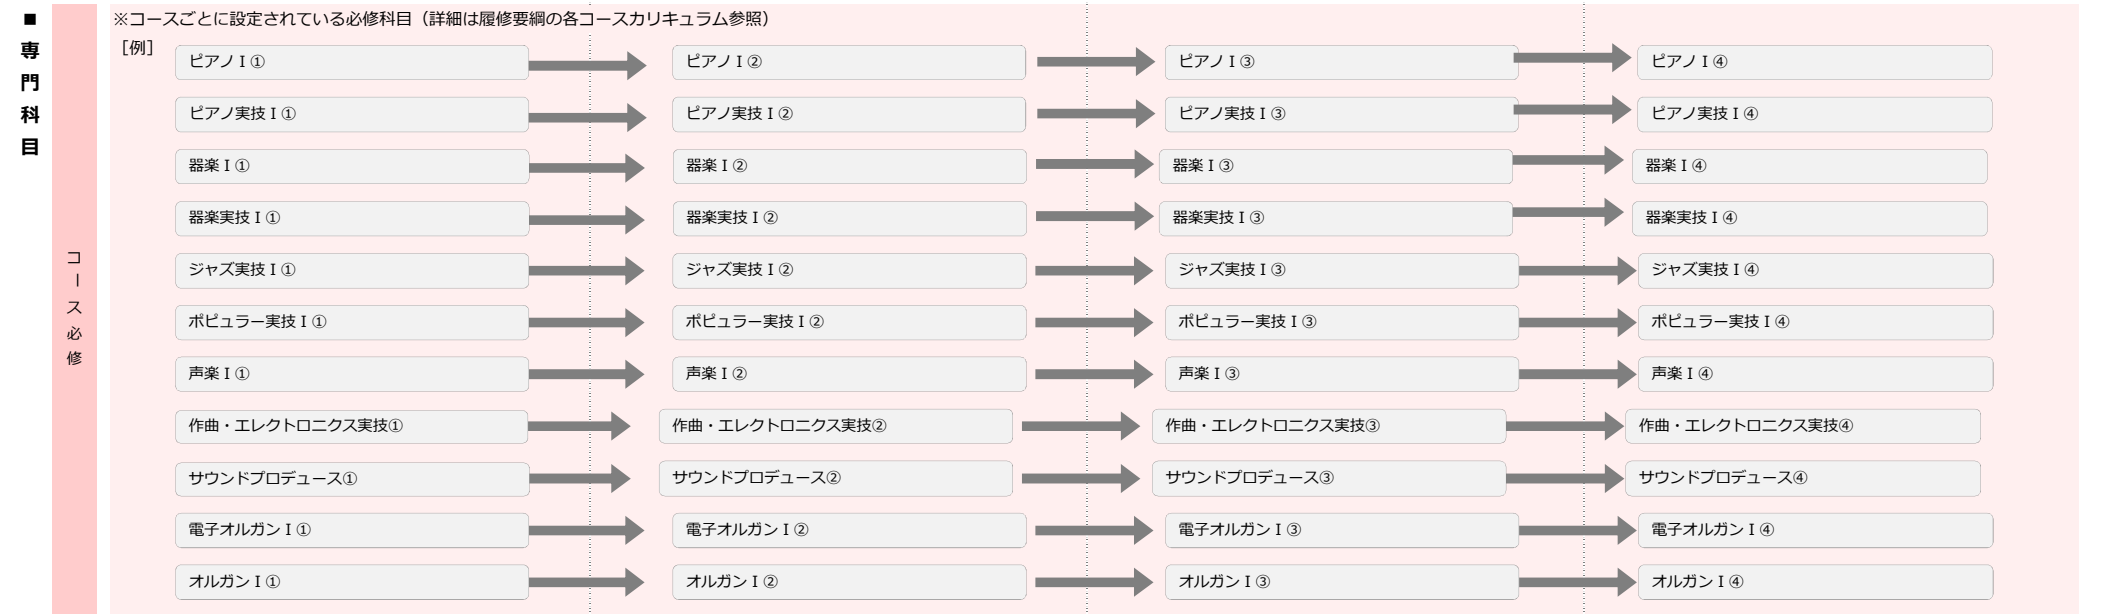 ■専門科目
コース必修
※コースごとに設定されている必修科目（詳細は履修要綱の各コースカリキュラム参照）
［例］
ピアノⅠ① ピアノⅠ② ピアノⅠ③ ピアノⅠ④
ピアノ実技Ⅰ① ピアノ実技Ⅰ② ピアノ実技Ⅰ③ ピアノ実技Ⅰ④
器楽Ⅰ① 器楽Ⅰ② 器楽Ⅰ③ 器楽Ⅰ④
器楽実技Ⅰ① 器楽実技Ⅰ② 器楽実技Ⅰ③ 器楽実技Ⅰ④
ジャズ実技Ⅰ① ジャズ実技Ⅰ② ジャズ実技Ⅰ③ ジャズ実技Ⅰ④
ポピュラー実技Ⅰ① ポピュラー実技Ⅰ② ポピュラー実技Ⅰ③ ポピュラー実技Ⅰ④
声楽Ⅰ① 声楽Ⅰ② 声楽Ⅰ③ 声楽Ⅰ④
作曲・エレクトロニクス実技① 作曲・エレクトロニクス実技② 作曲・エレクトロニクス実技③ 作曲・エレクトロニクス実技④
サウンドプロデュース① サウンドプロデュース② サウンドプロデュース③ サウンドプロデュース④
電子オルガンⅠ① 電子オルガンⅠ② 電子オルガンⅠ③ 電子オルガンⅠ④
オルガンⅠ① オルガンⅠ② オルガンⅠ③ オルガンⅠ④